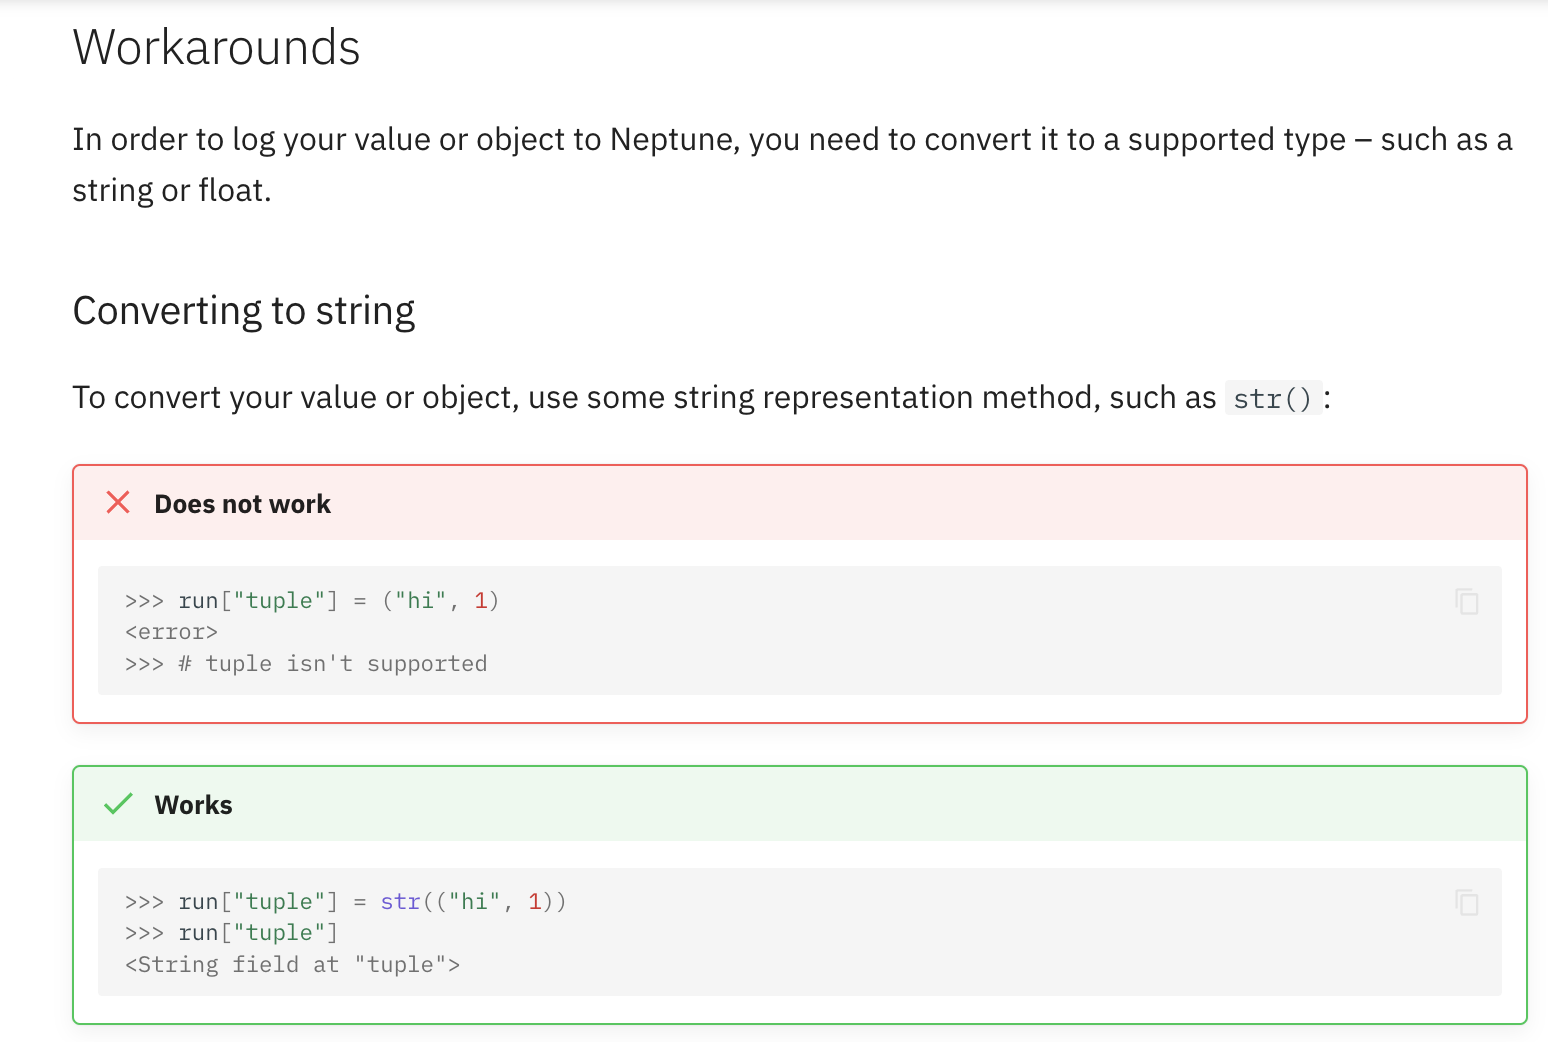 Workarounds
In order to log your value or object to Neptune, you need to convert it to a supported type – such as a
string or float.
Converting to string
To convert your value or object, use some string representation method, such as str():
Does not work
>>> run["tuple"] = ("hi", 1)
<error>
>>> # tuple isn't supported
Works
>>> run["tuple"] = str(("hi", 1))
>>> run["tuple"]
<String field at "tuple">